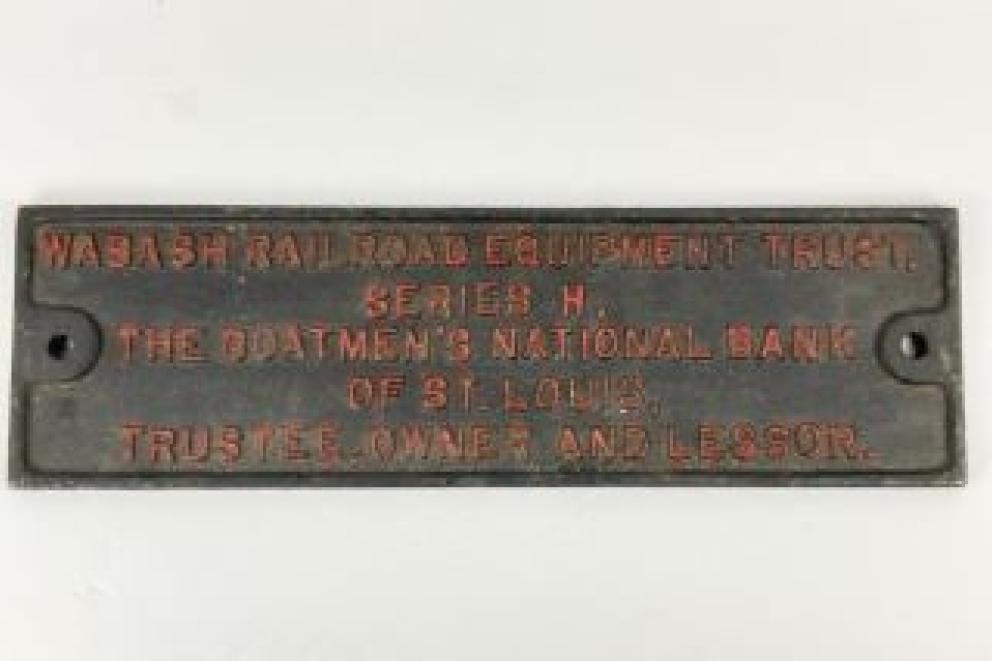 WABASH RAILROAD EQUIPMENT TRUST,
SERIES H,
THE BOATMEN'S NATIONAL BANK
OF ST. LOUIS,
TRUSTEE, OWNER AND LESSOR.